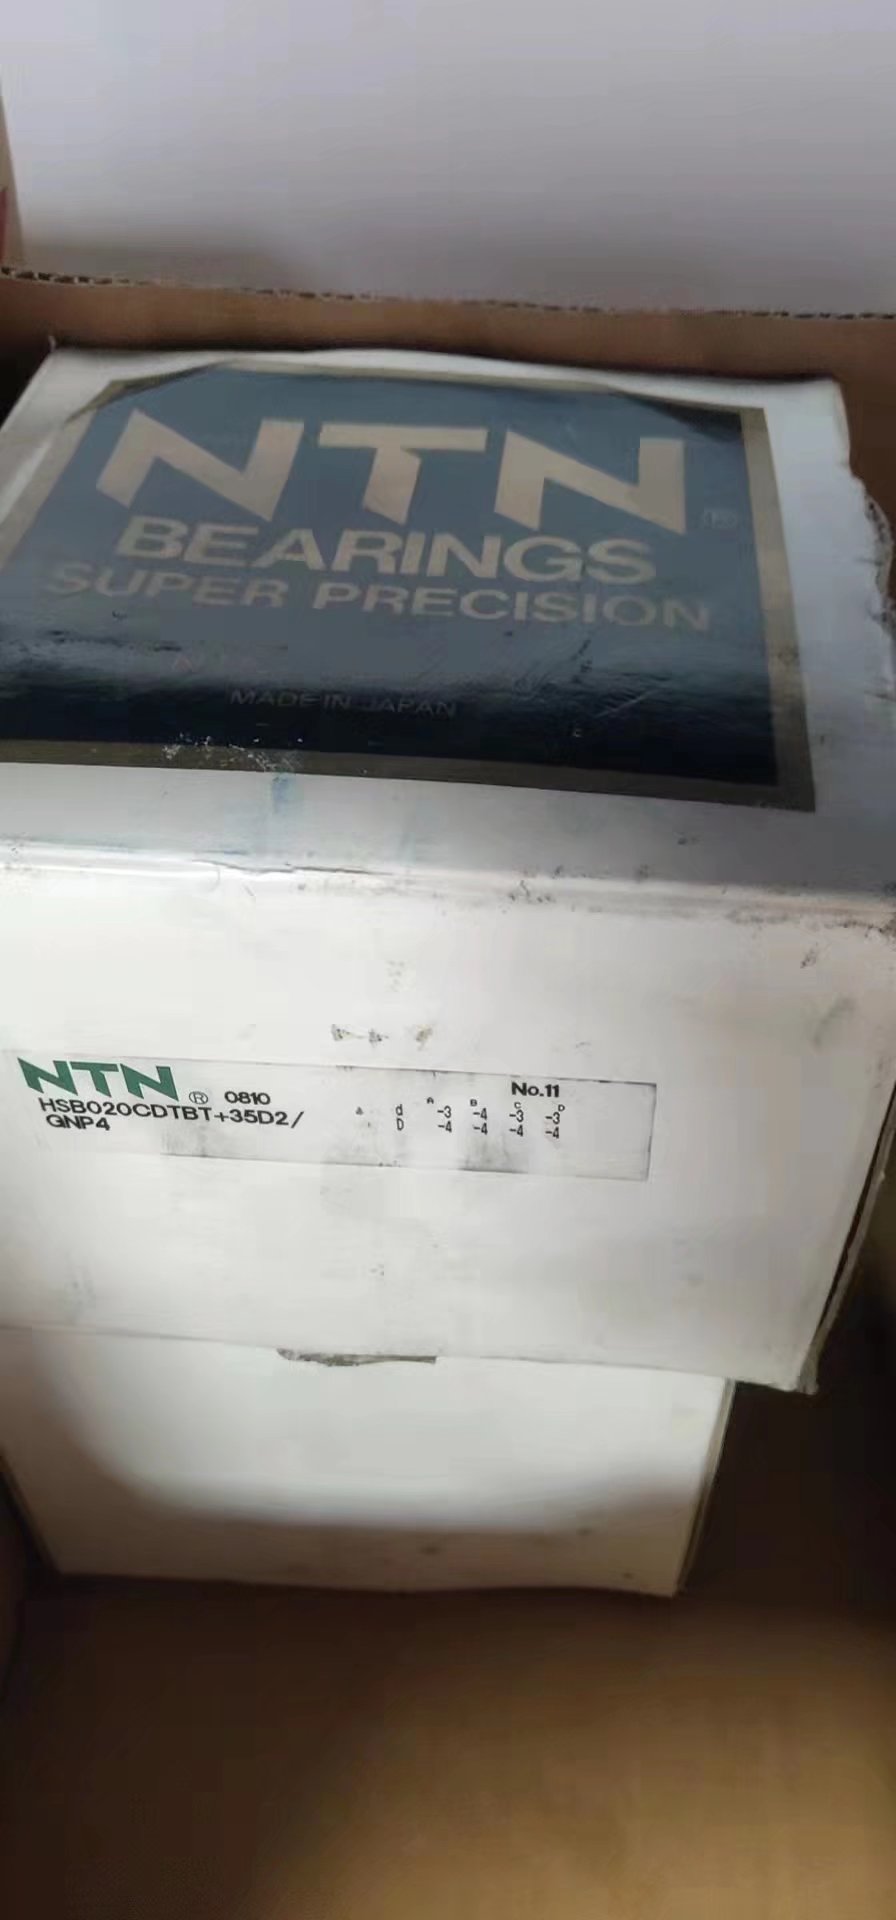 NTN®
BEARINGS
SUPER PRECISION
MADE IN JAPAN
NTN® 0810 No.11
HSB020CDTBT+35D2/
GNP4
A B C D
d -3 -4 -3 -3
D -4 -4 -4 -4